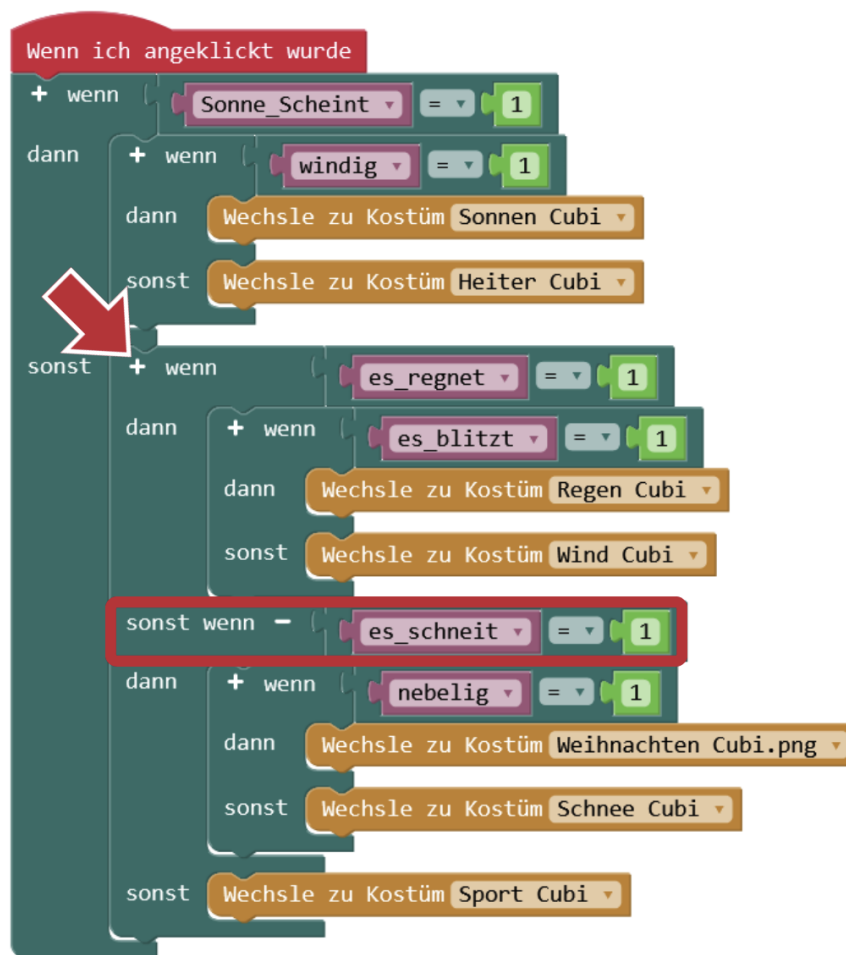 Wenn ich angeklickt wurde
+ wenn Sonne_Scheint = 1
dann + wenn windig = 1
dann Wechsle zu Kostüm Sonnen Cubi
sonst Wechsle zu Kostüm Heiter Cubi
sonst + wenn es_regnet = 1
dann + wenn es_blitzt = 1
dann Wechsle zu Kostüm Regen Cubi
sonst Wechsle zu Kostüm Wind Cubi
sonst wenn − es_schneit = 1
dann + wenn nebelig = 1
dann Wechsle zu Kostüm Weihnachten Cubi.png
sonst Wechsle zu Kostüm Schnee Cubi
sonst Wechsle zu Kostüm Sport Cubi